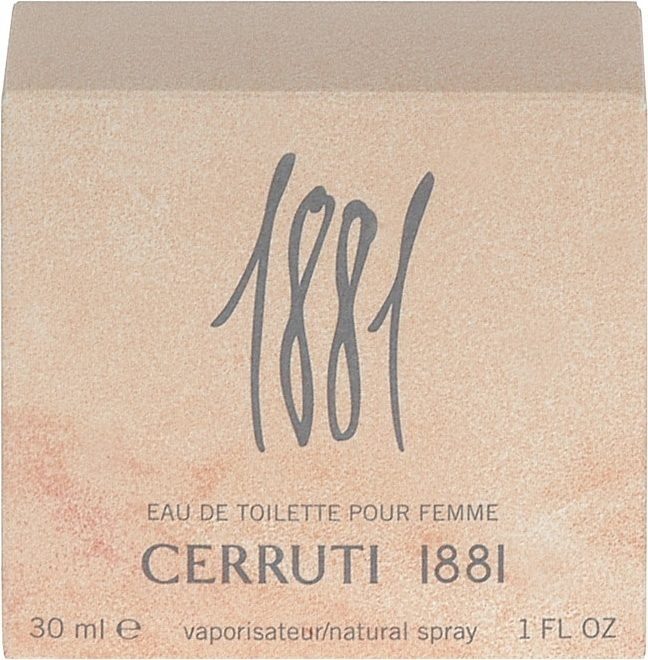 1881
EAU DE TOILETTE POUR FEMME
CERRUTI 1881
30 ml ℮ vaporisateur/natural spray 1 FL OZ